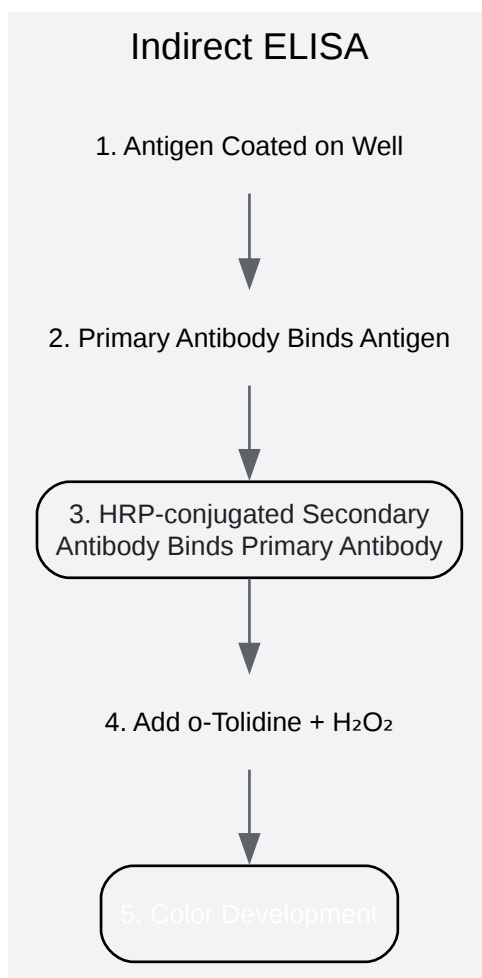 Indirect ELISA
1. Antigen Coated on Well
2. Primary Antibody Binds Antigen
3. HRP-conjugated Secondary
Antibody Binds Primary Antibody
4. Add o-Tolidine + H₂O₂
5. Color Development